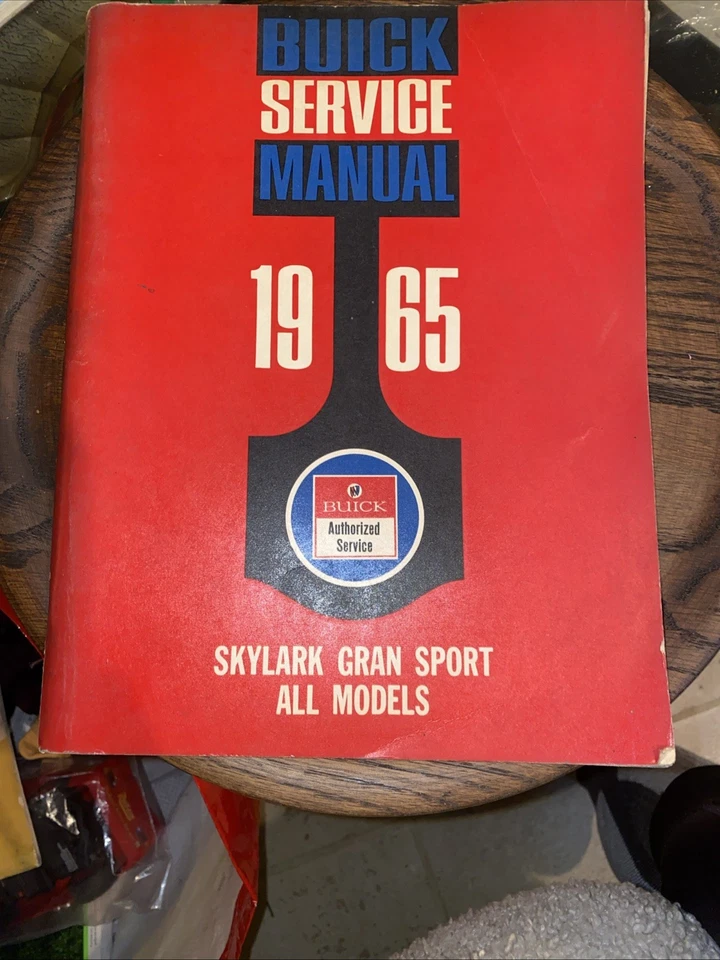 BUICK
SERVICE
MANUAL
19 65
BUICK
Authorized
Service
SKYLARK GRAN SPORT
ALL MODELS